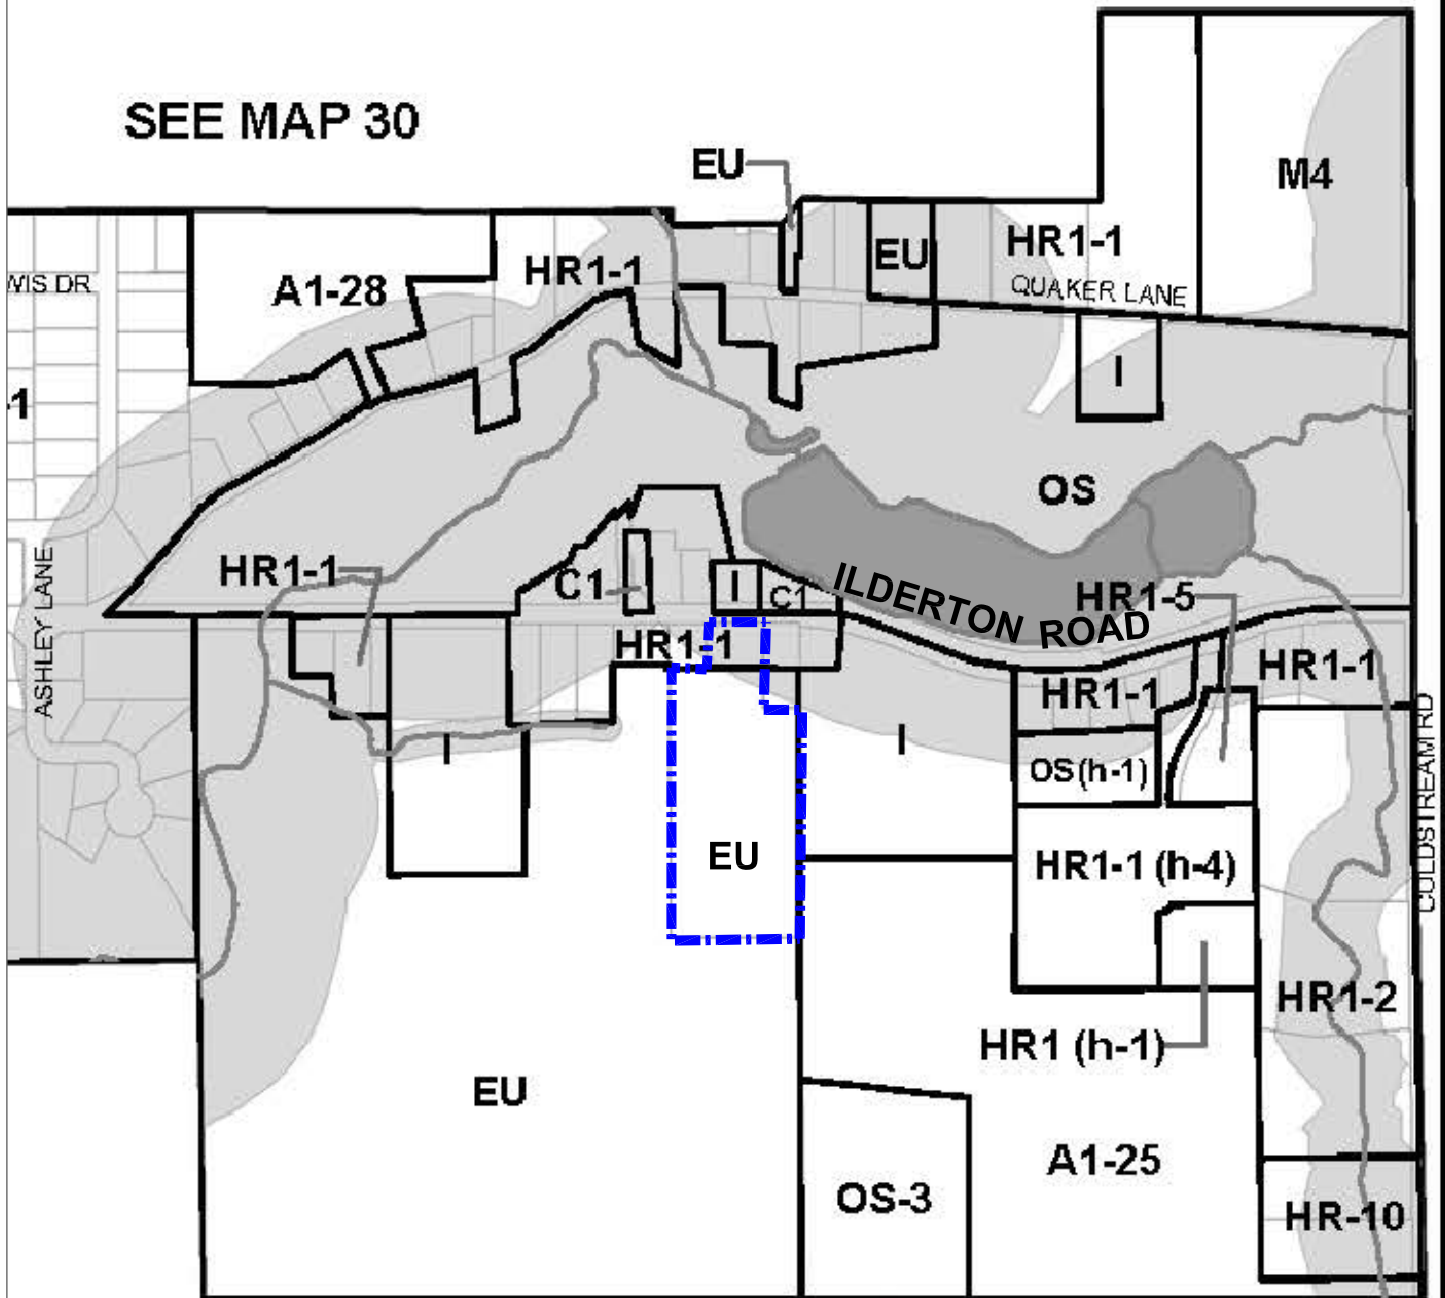 SEE MAP 30
EU
M4
HR1-1
EU
HR1-1
A1-28
WIS DR
QUAKER LANE
I
-1
OS
HR1-1
C1
I
C1
ILDERTON ROAD
HR1-5
ASHLEY LANE
HR1-1
HR1-1
HR1-1
I
I
OS(h-1)
COLDSTREAM RD
EU
HR1-1 (h-4)
HR1-2
HR1 (h-1)
EU
A1-25
OS-3
HR-10